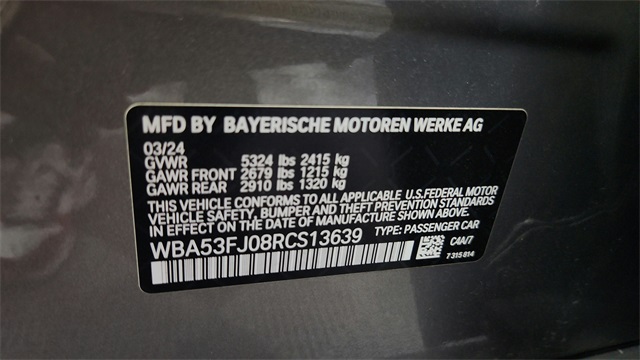 MFD BY BAYERISCHE MOTOREN WERKE AG
03/24
GVWR 5324 lbs 2415 kg
GAWR FRONT 2679 lbs 1215 kg
GAWR REAR 2910 lbs 1320 kg
THIS VEHICLE CONFORMS TO ALL APPLICABLE U.S.FEDERAL MOTOR
VEHICLE SAFETY, BUMPER AND THEFT PREVENTION STANDARDS
IN EFFECT ON THE DATE OF MANUFACTURE SHOWN ABOVE.
WBA53FJ08RCS13639 TYPE: PASSENGER CAR
C4A/7
7 315 814